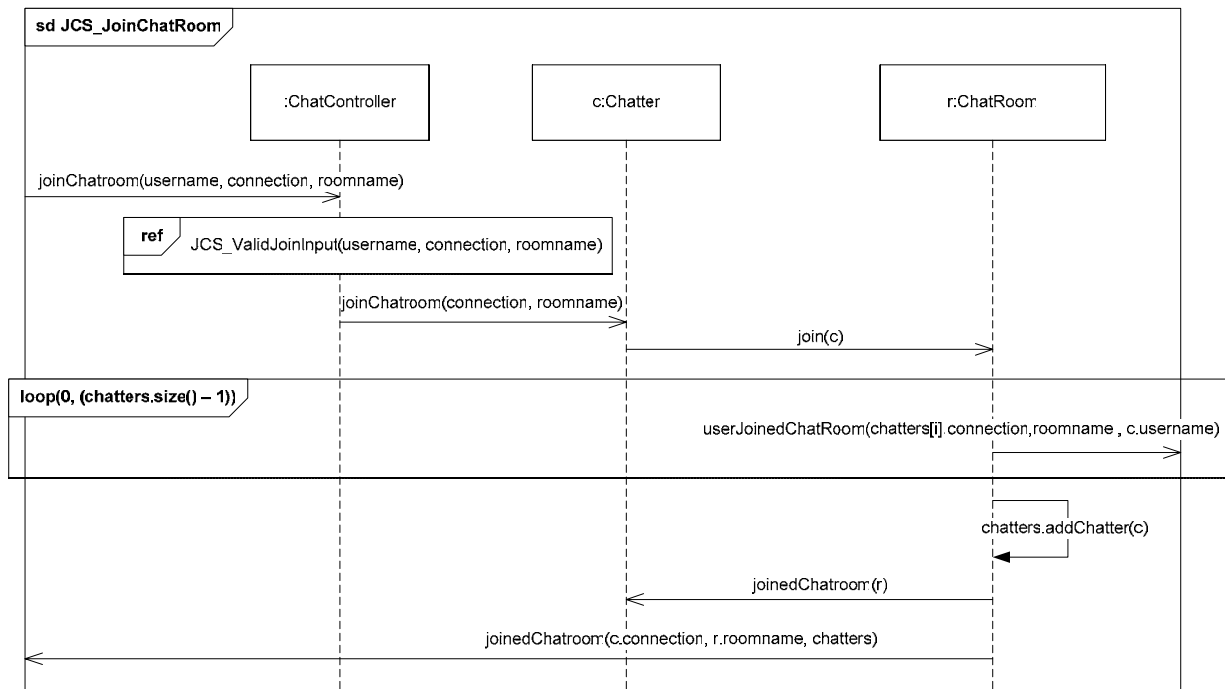 sd JCS_JoinChatRoom
:ChatController
c:Chatter
r:ChatRoom
joinChatroom(username, connection, roomname)
ref
JCS_ValidJoinInput(username, connection, roomname)
joinChatroom(connection, roomname)
join(c)
loop(0, (chatters.size() – 1))
userJoinedChatRoom(chatters[i].connection,roomname , c.username)
chatters.addChatter(c)
joinedChatroom(r)
joinedChatroom(c.connection, r.roomname, chatters)